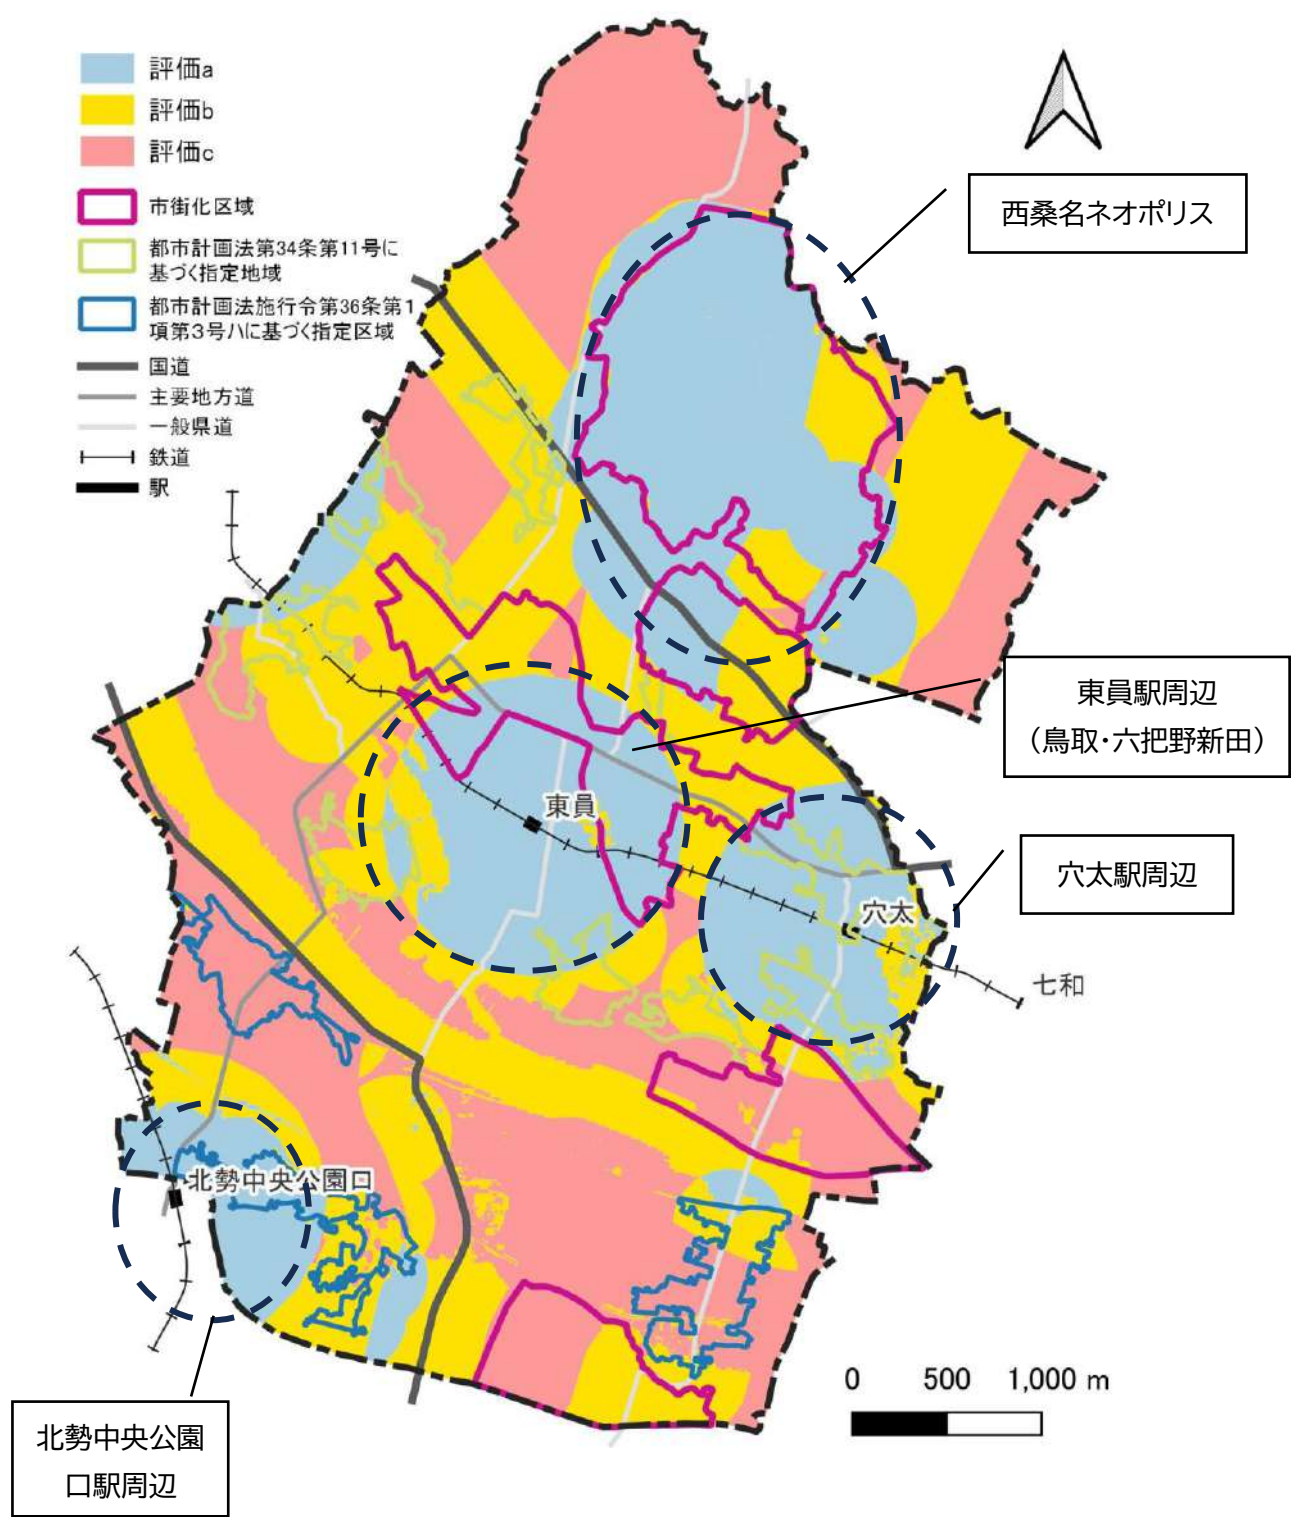 評価a
評価b
評価c
市街化区域
都市計画法第34条第11号に
基づく指定地域
都市計画法施行令第36条第1
項第3号ハに基づく指定区域
国道
主要地方道
一般県道
鉄道
駅
西桑名ネオポリス
東員駅周辺
（鳥取・六把野新田）
穴太駅周辺
東員
穴太
七和
北勢中央公園口
0 500 1,000 m
北勢中央公園
口駅周辺